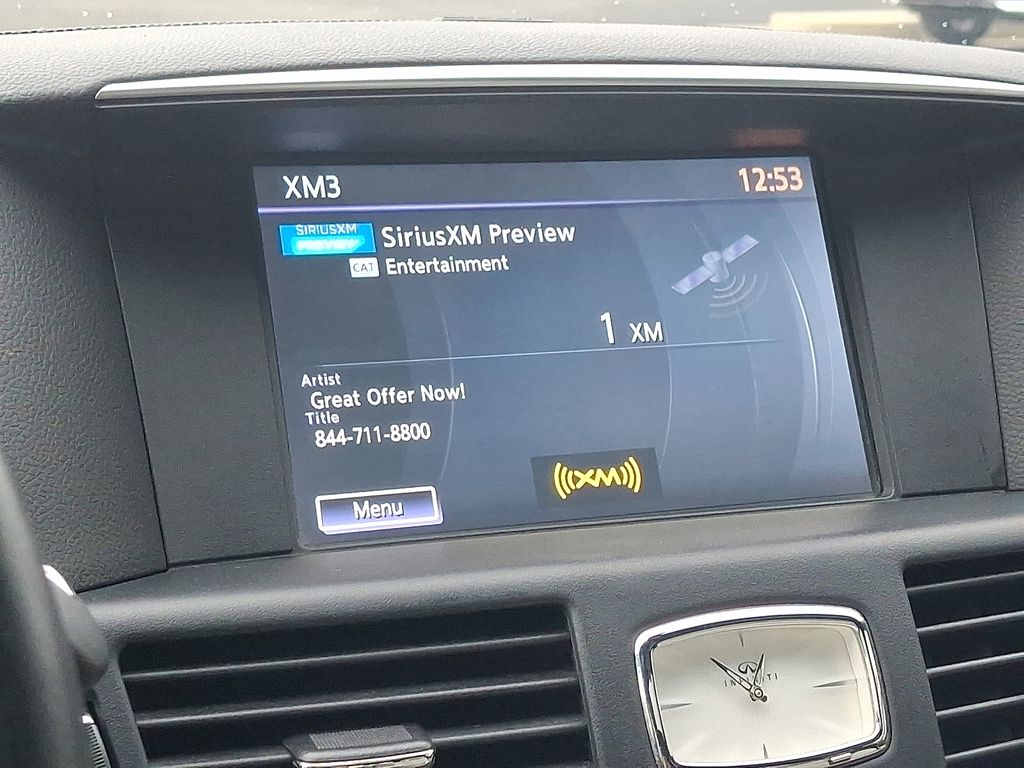 XM3
12:53
SIRIUSXM
PREVIEW
SiriusXM Preview
CAT
Entertainment
1 XM
Artist
Great Offer Now!
Title
844-711-8800
XM
Menu
INFINITI